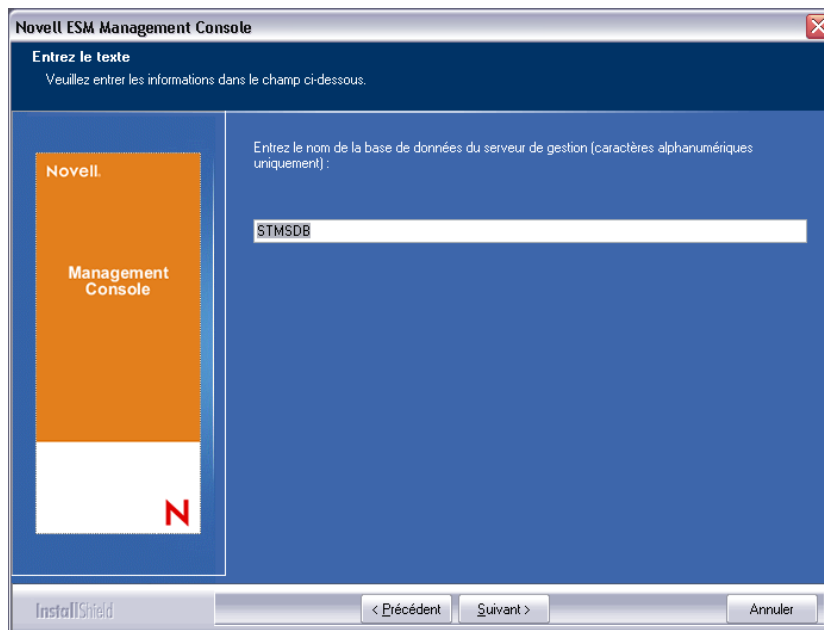 Novell ESM Management Console
Entrez le texte
Veuillez entrer les informations dans le champ ci-dessous.
Novell.
Management
Console
N
Entrez le nom de la base de données du serveur de gestion (caractères alphanumériques
uniquement) :
STMSDB
InstallShield
< Précédent
Suivant >
Annuler